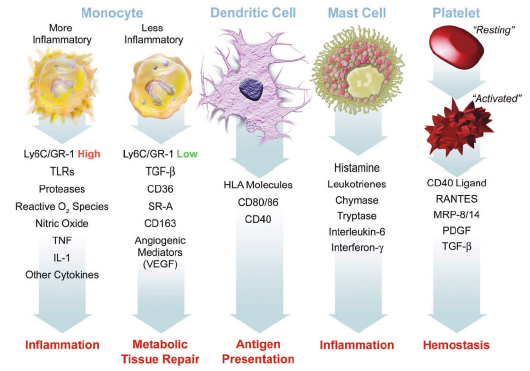 Monocyte
Dendritic Cell
Mast Cell
Platelet
More
Inflammatory
Less
Inflammatory
"Resting"
"Activated"
Ly6C/GR-1 High
TLRs
Proteases
Reactive O₂ Species
Nitric Oxide
TNF
IL-1
Other Cytokines
Ly6C/GR-1 Low
TGF-β
CD36
SR-A
CD163
Angiogenic
Mediators
(VEGF)
HLA Molecules
CD80/86
CD40
Histamine
Leukotrienes
Chymase
Tryptase
Interleukin-6
Interferon-γ
CD40 Ligand
RANTES
MRP-8/14
PDGF
TGF-β
Inflammation
Metabolic
Tissue Repair
Antigen
Presentation
Inflammation
Hemostasis